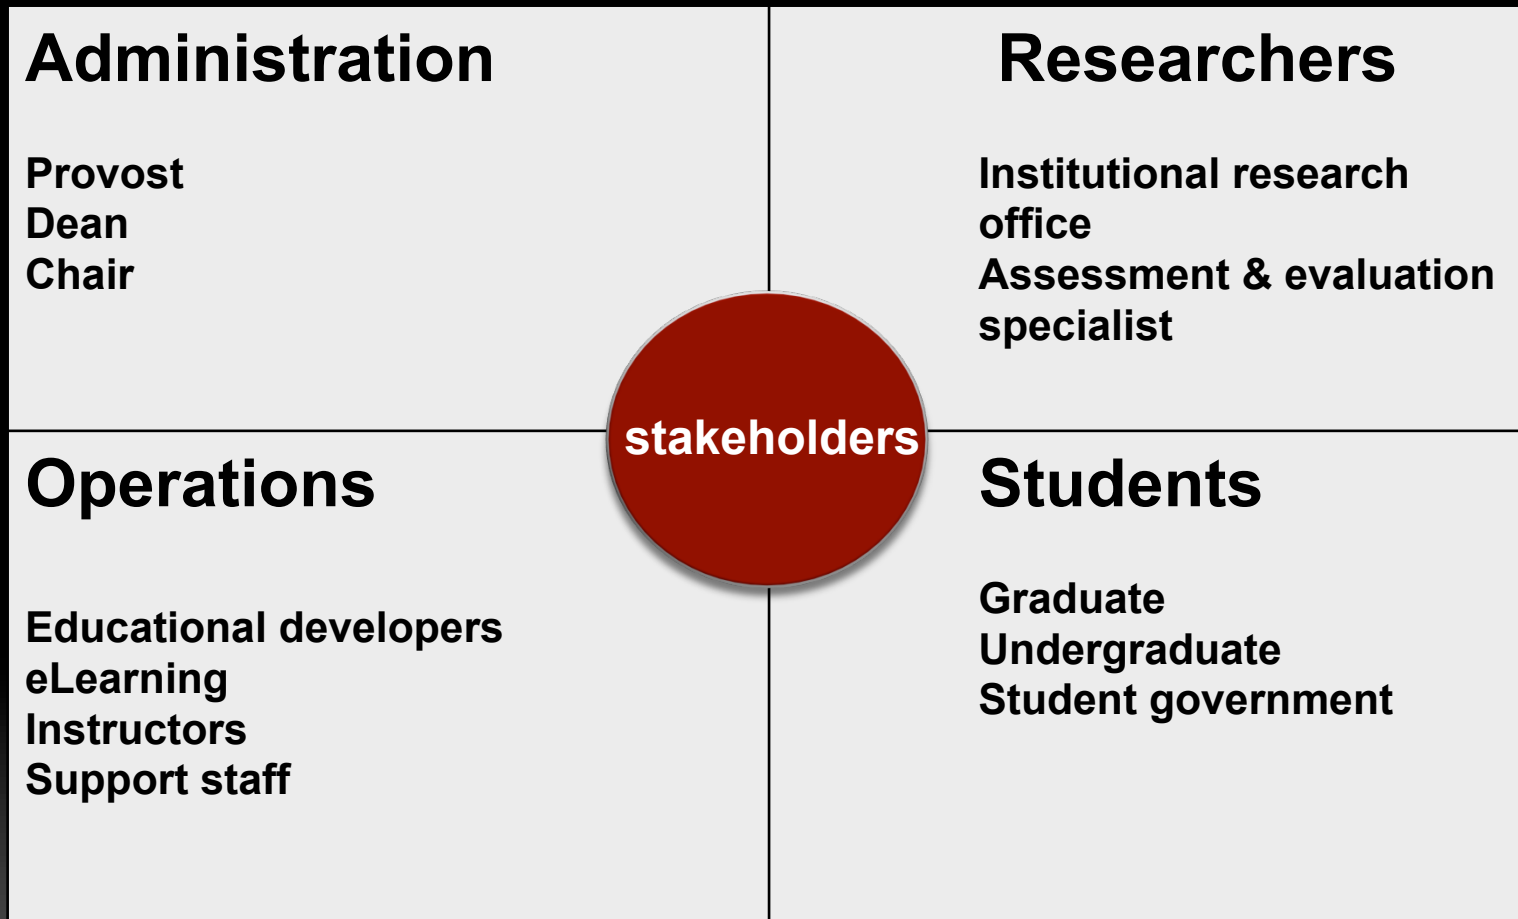 Administration
Provost
Dean
Chair
Researchers
Institutional research
office
Assessment & evaluation
specialist
stakeholders
Operations
Educational developers
eLearning
Instructors
Support staff
Students
Graduate
Undergraduate
Student government